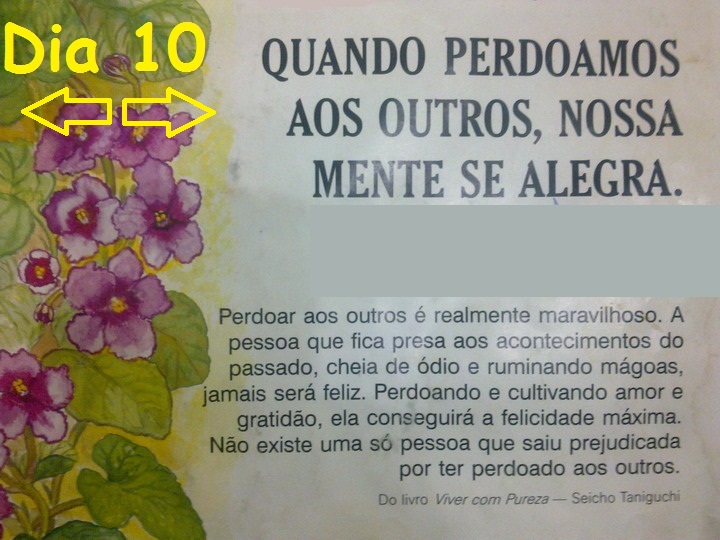 Dia 10
QUANDO PERDOAMOS
AOS OUTROS, NOSSA
MENTE SE ALEGRA.
Perdoar aos outros é realmente maravilhoso. A
pessoa que fica presa aos acontecimentos do
passado, cheia de ódio e ruminando mágoas,
jamais será feliz. Perdoando e cultivando amor e
gratidão, ela conseguirá a felicidade máxima.
Não existe uma só pessoa que saiu prejudicada
por ter perdoado aos outros.
Do livro Viver com Pureza — Seicho Taniguchi